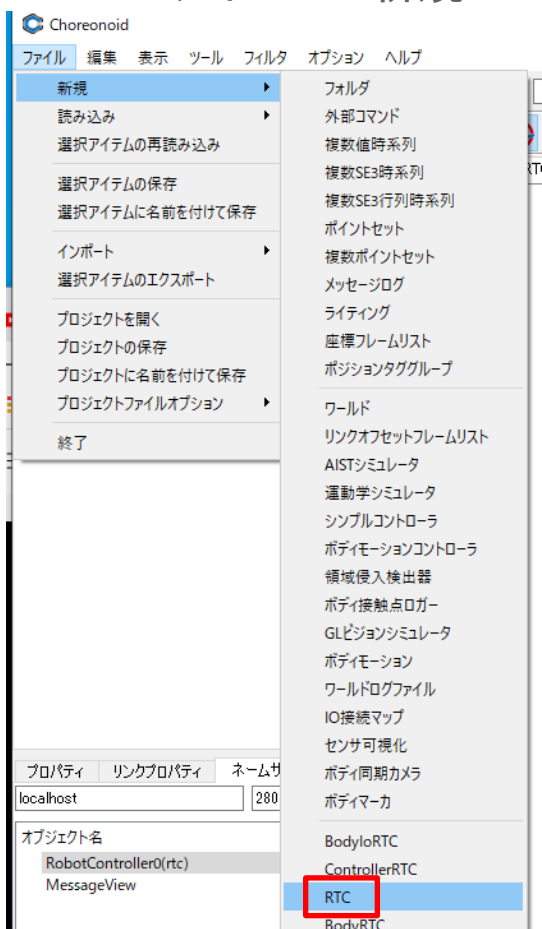 Choreonoid
ファイル 編集 表示 ツール フィルタ オプション ヘルプ
新規
読み込み
選択アイテムの再読み込み
選択アイテムの保存
選択アイテムに名前を付けて保存
インポート
選択アイテムのエクスポート
プロジェクトを開く
プロジェクトの保存
プロジェクトに名前を付けて保存
プロジェクトファイルオプション
終了
フォルダ
外部コマンド
複数値時系列
複数SE3時系列
複数SE3行列時系列
ポイントセット
複数ポイントセット
メッセージログ
ライティング
座標フレームリスト
ポジションタググループ
ワールド
リンクオフセットフレームリスト
AISTシミュレータ
運動学シミュレータ
シンプルコントローラ
ボディモーションコントローラ
領域侵入検出器
ボディ接触点ロガー
GLビジョンシミュレータ
ボディモーション
ワールドログファイル
IO接続マップ
センサ可視化
ボディ同期カメラ
ボディマーカ
BodyIoRTC
ControllerRTC
RTC
BodyRTC
プロパティ リンクプロパティ ネームサ
localhost 280
オブジェクト名
RobotController0(rtc)
MessageView